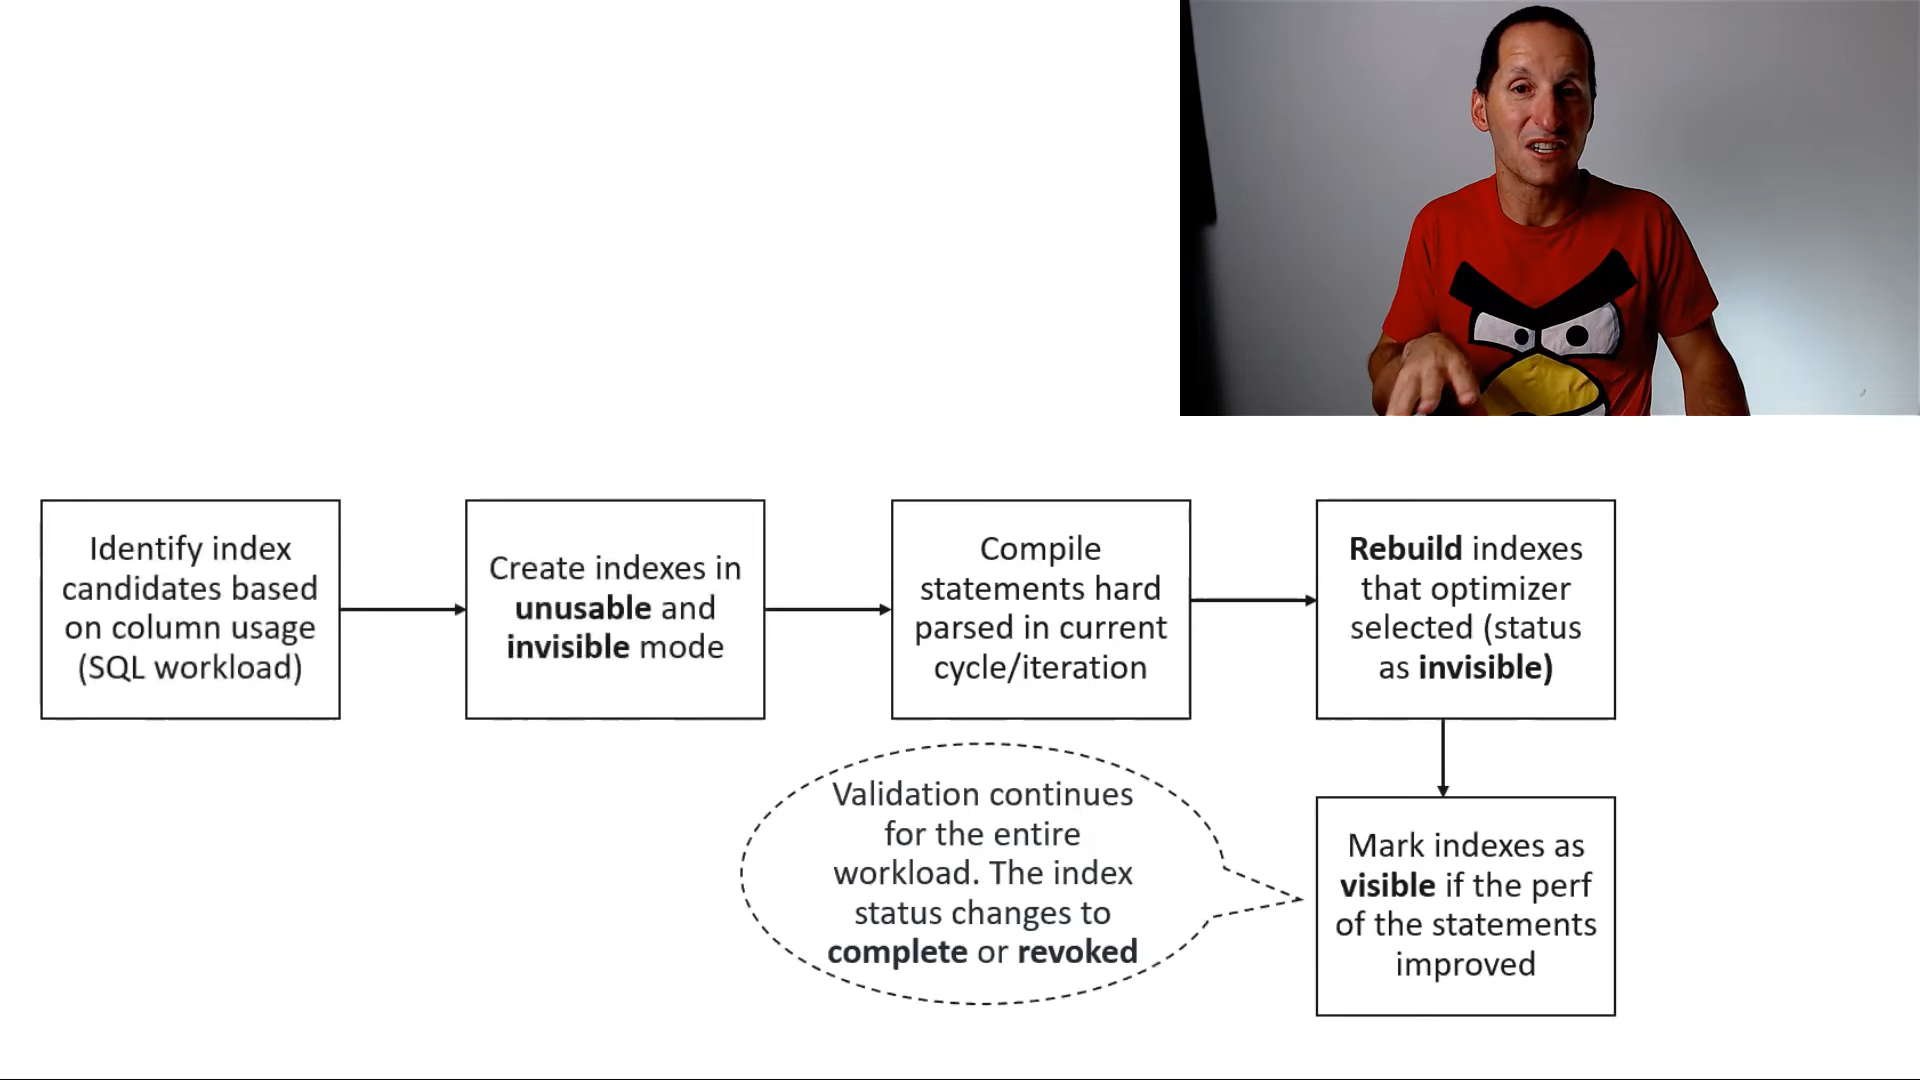 Identify index
candidates based
on column usage
(SQL workload)
Create indexes in
unusable and
invisible mode
Compile
statements hard
parsed in current
cycle/iteration
Rebuild indexes
that optimizer
selected (status
as invisible)
Validation continues
for the entire
workload. The index
status changes to
complete or revoked
Mark indexes as
visible if the perf
of the statements
improved